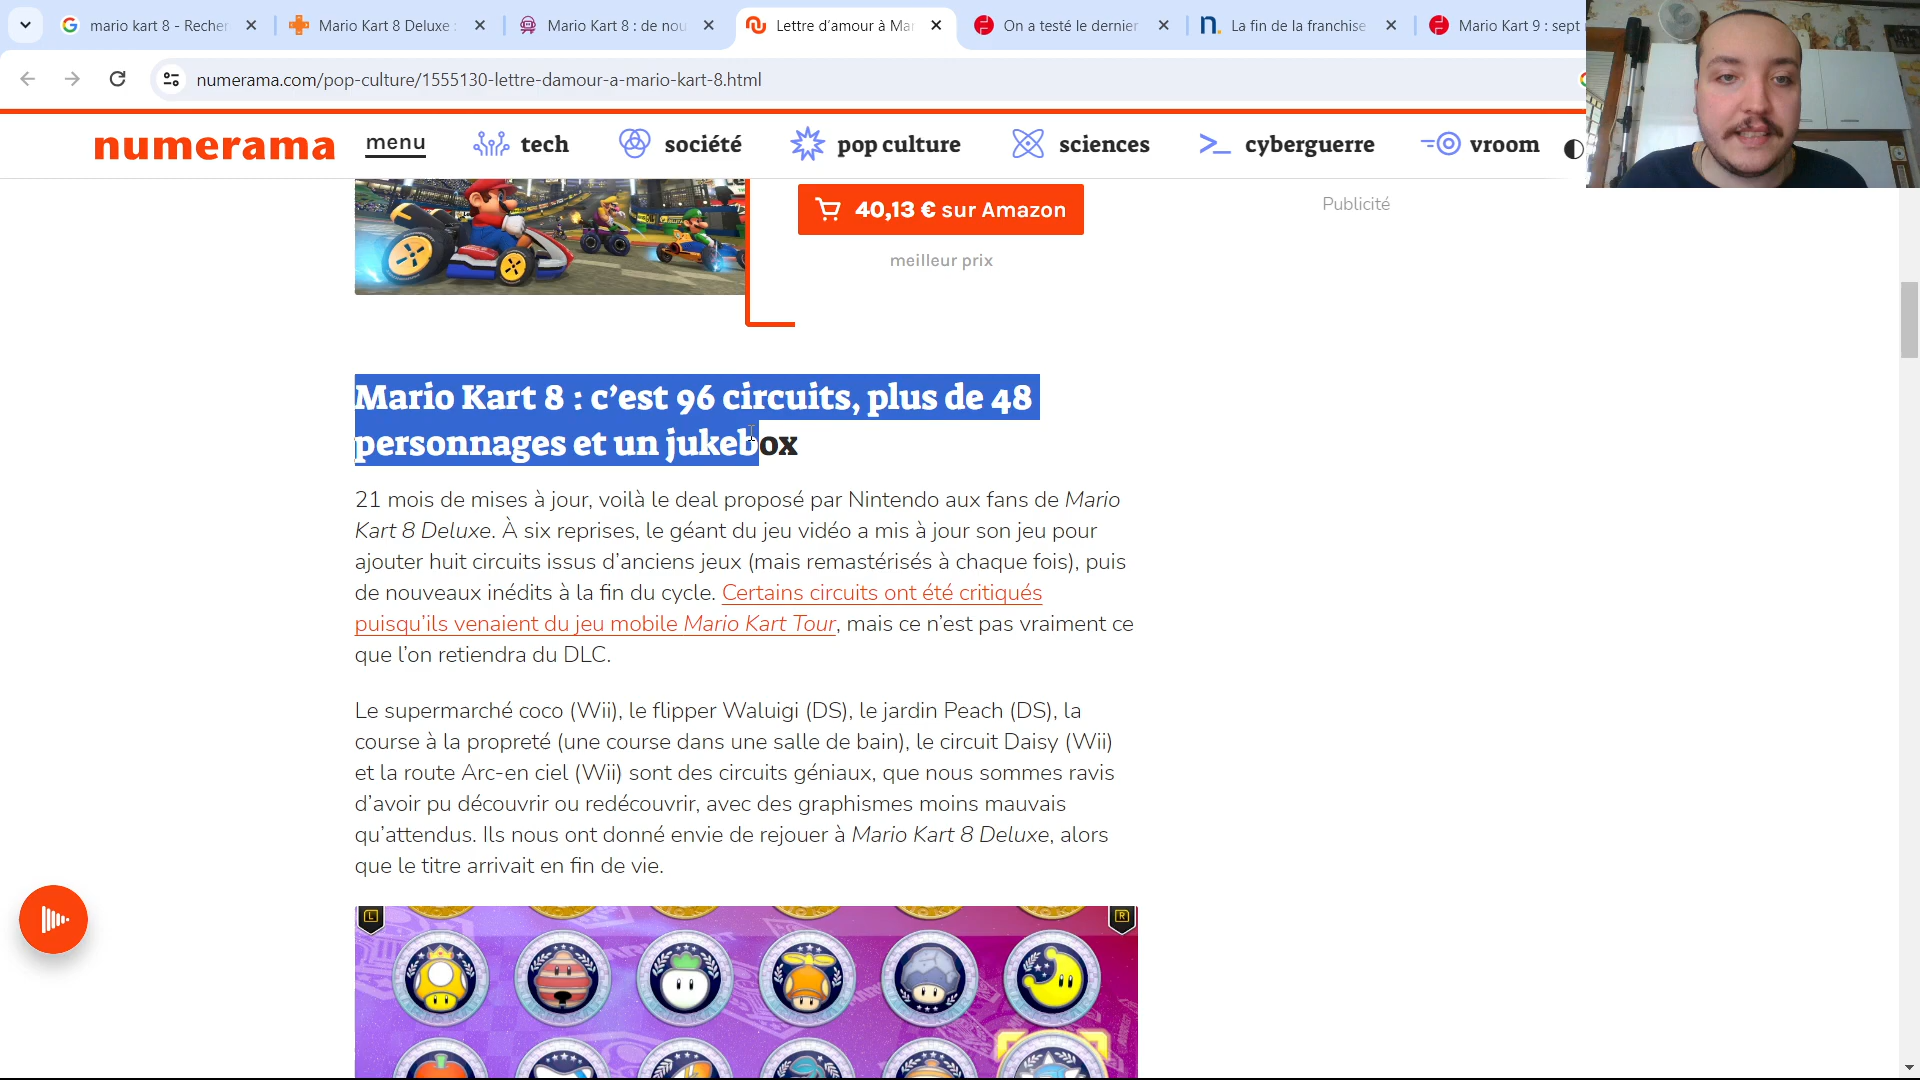 mario kart 8 - Recher
Mario Kart 8 Deluxe :
Mario Kart 8 : de nou
Lettre d'amour à Mar
On a testé le dernier
La fin de la franchise
Mario Kart 9 : sept
numerama.com/pop-culture/1555130-lettre-damour-a-mario-kart-8.html
numerama
menu
tech
société
pop culture
sciences
cyberguerre
vroom
40,13 € sur Amazon
meilleur prix
Publicité
Mario Kart 8 : c’est 96 circuits, plus de 48
personnages et un jukebox
21 mois de mises à jour, voilà le deal proposé par Nintendo aux fans de Mario
Kart 8 Deluxe. À six reprises, le géant du jeu vidéo a mis à jour son jeu pour
ajouter huit circuits issus d’anciens jeux (mais remastérisés à chaque fois), puis
de nouveaux inédits à la fin du cycle. Certains circuits ont été critiqués
puisqu’ils venaient du jeu mobile Mario Kart Tour, mais ce n’est pas vraiment ce
que l’on retiendra du DLC.
Le supermarché coco (Wii), le flipper Waluigi (DS), le jardin Peach (DS), la
course à la propreté (une course dans une salle de bain), le circuit Daisy (Wii)
et la route Arc-en ciel (Wii) sont des circuits géniaux, que nous sommes ravis
d’avoir pu découvrir ou redécouvrir, avec des graphismes moins mauvais
qu’attendus. Ils nous ont donné envie de rejouer à Mario Kart 8 Deluxe, alors
que le titre arrivait en fin de vie.
L
R